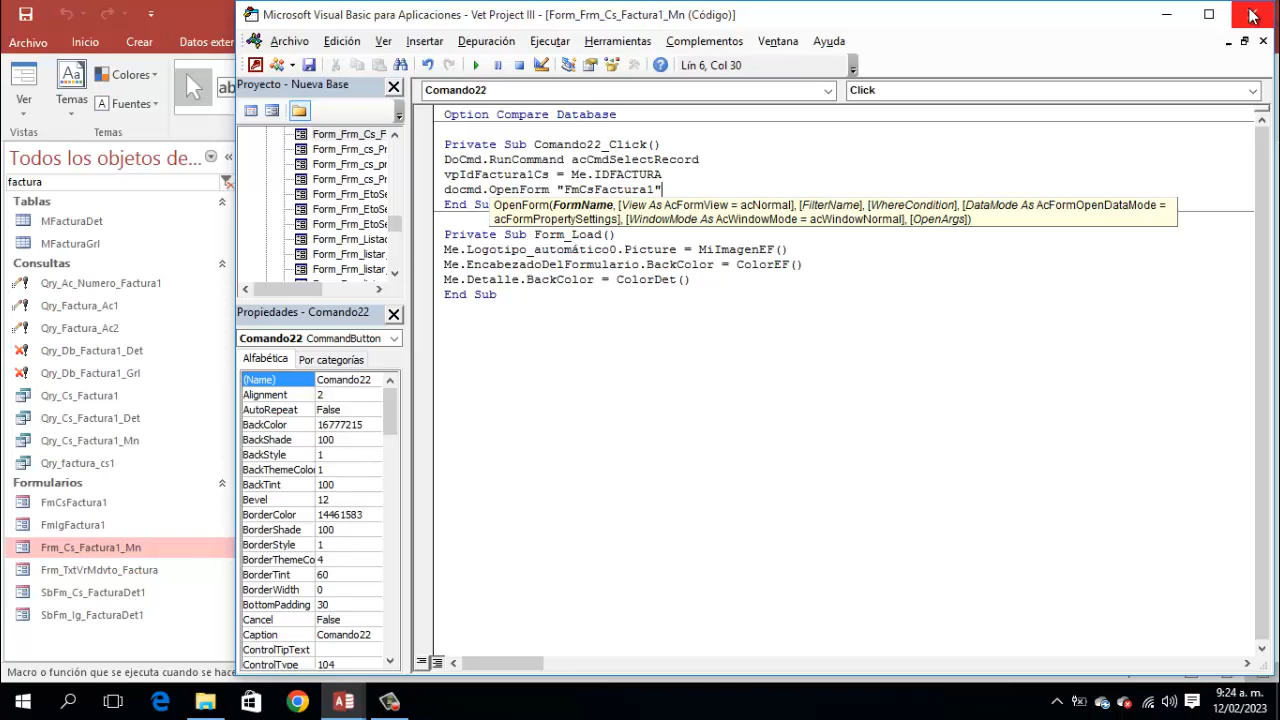 Microsoft Visual Basic para Aplicaciones - Vet Project III - [Form_Frm_Cs_Factura1_Mn (Código)]
Archivo Inicio Crear Datos exter
Archivo Edición Ver Insertar Depuración Ejecutar Herramientas Complementos Ventana Ayuda
Lín 6, Col 30
Ver
Temas
Colores
Fuentes
Aa
ab
Vistas
Temas
Todos los objetos de
factura
Tablas
MFacturaDet
MFacturaGrl
Consultas
Qry_Ac_Numero_Factura1
Qry_Factura_Ac1
Qry_Factura_Ac2
Qry_Db_Factura1_Det
Qry_Db_Factura1_Grl
Qry_Cs_Factura1
Qry_Cs_Factura1_Det
Qry_Cs_Factura1_Mn
Qry_factura_cs1
Formularios
FmCsFactura1
FmIgFactura1
Frm_Cs_Factura1_Mn
Frm_TxtVrMdvto_Factura
SbFm_Cs_FacturaDet1
SbFm_Ig_FacturaDet1
Macro o función que se ejecuta cuando se hace
Proyecto - Nueva Base
Form_Frm_Cs_F
Form_Frm_cs_Pr
Form_Frm_cs_pr
Form_Frm_cs_Pr
Form_Frm_EtoSe
Form_Frm_EtoSe
Form_Frm_EtoSe
Form_Frm_Listac
Form_Frm_listar_
Form_Frm_listar_
Propiedades - Comando22
Comando22 CommandButton
Alfabética Por categorías
(Name) Comando22
Alignment 2
AutoRepeat False
BackColor 16777215
BackShade 100
BackStyle 1
BackThemeColo 1
BackTint 100
Bevel 12
BorderColor 14461583
BorderShade 100
BorderStyle 1
BorderThemeCo 4
BorderTint 60
BorderWidth 0
BottomPadding 30
Cancel False
Caption Comando22
ControlTipText
ControlType 104
Comando22 Click
Option Compare Database
Private Sub Comando22_Click()
DoCmd.RunCommand acCmdSelectRecord
vpIdFactura1Cs = Me.IDFACTURA
docmd.OpenForm "FmCsFactura1"
End Su
OpenForm(FormName, [View As AcFormView = acNormal], [FilterName], [WhereCondition], [DataMode As AcFormOpenDataMode =
acFormPropertySettings], [WindowMode As AcWindowMode = acWindowNormal], [OpenArgs])
Private Sub Form_Load()
Me.Logotipo_automático0.Picture = MiImagenEF()
Me.EncabezadoDelFormulario.BackColor = ColorEF()
Me.Detalle.BackColor = ColorDet()
End Sub
9:24 a. m.
12/02/2023